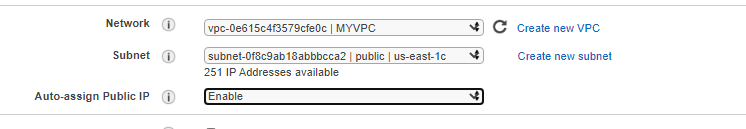 Network vpc-0e615c4f3579cfe0c | MYVPC Create new VPC
Subnet subnet-0f8c9ab18abbbcca2 | public | us-east-1c Create new subnet
251 IP Addresses available
Auto-assign Public IP Enable